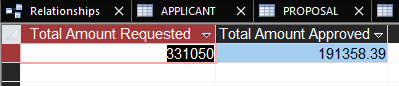 Relationships APPLICANT PROPOSAL
Total Amount Requested Total Amount Approved
331050 191358.39